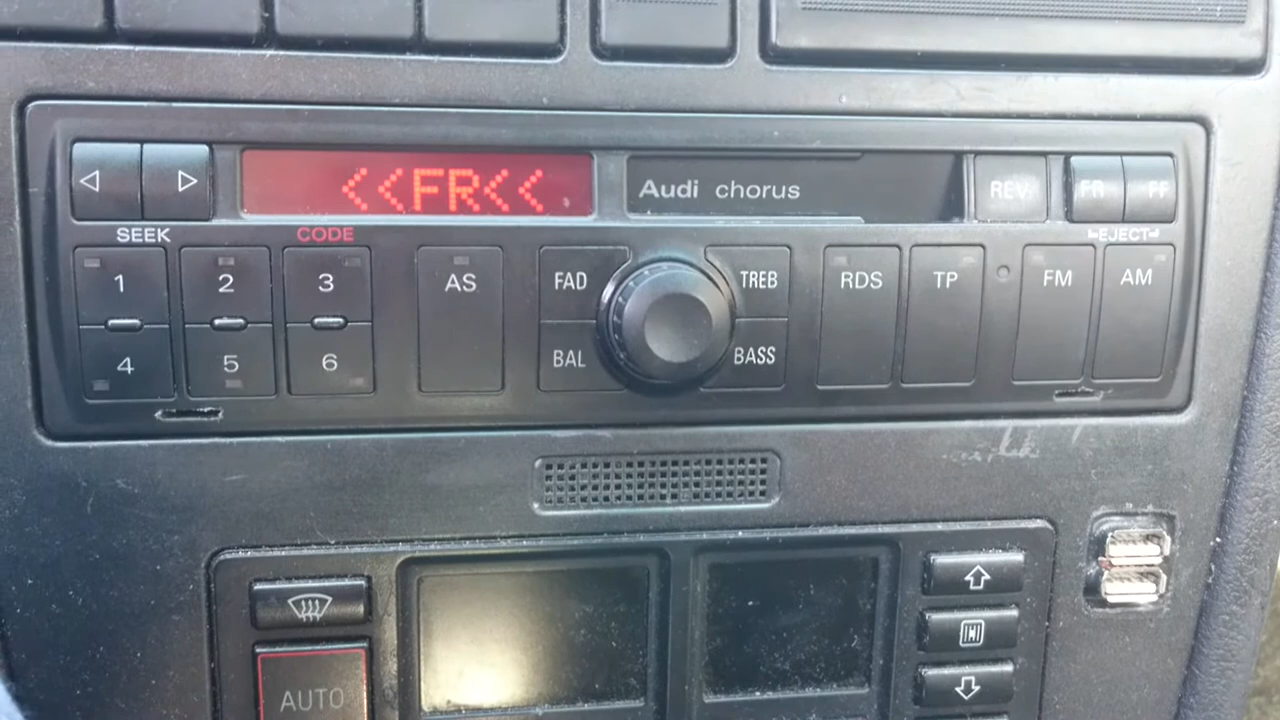 <<FR<<
Audi chorus
REV
FR FF
SEEK
CODE
EJECT
1 2 3 AS FAD TREB RDS TP FM AM
4 5 6 BAL BASS
AUTO